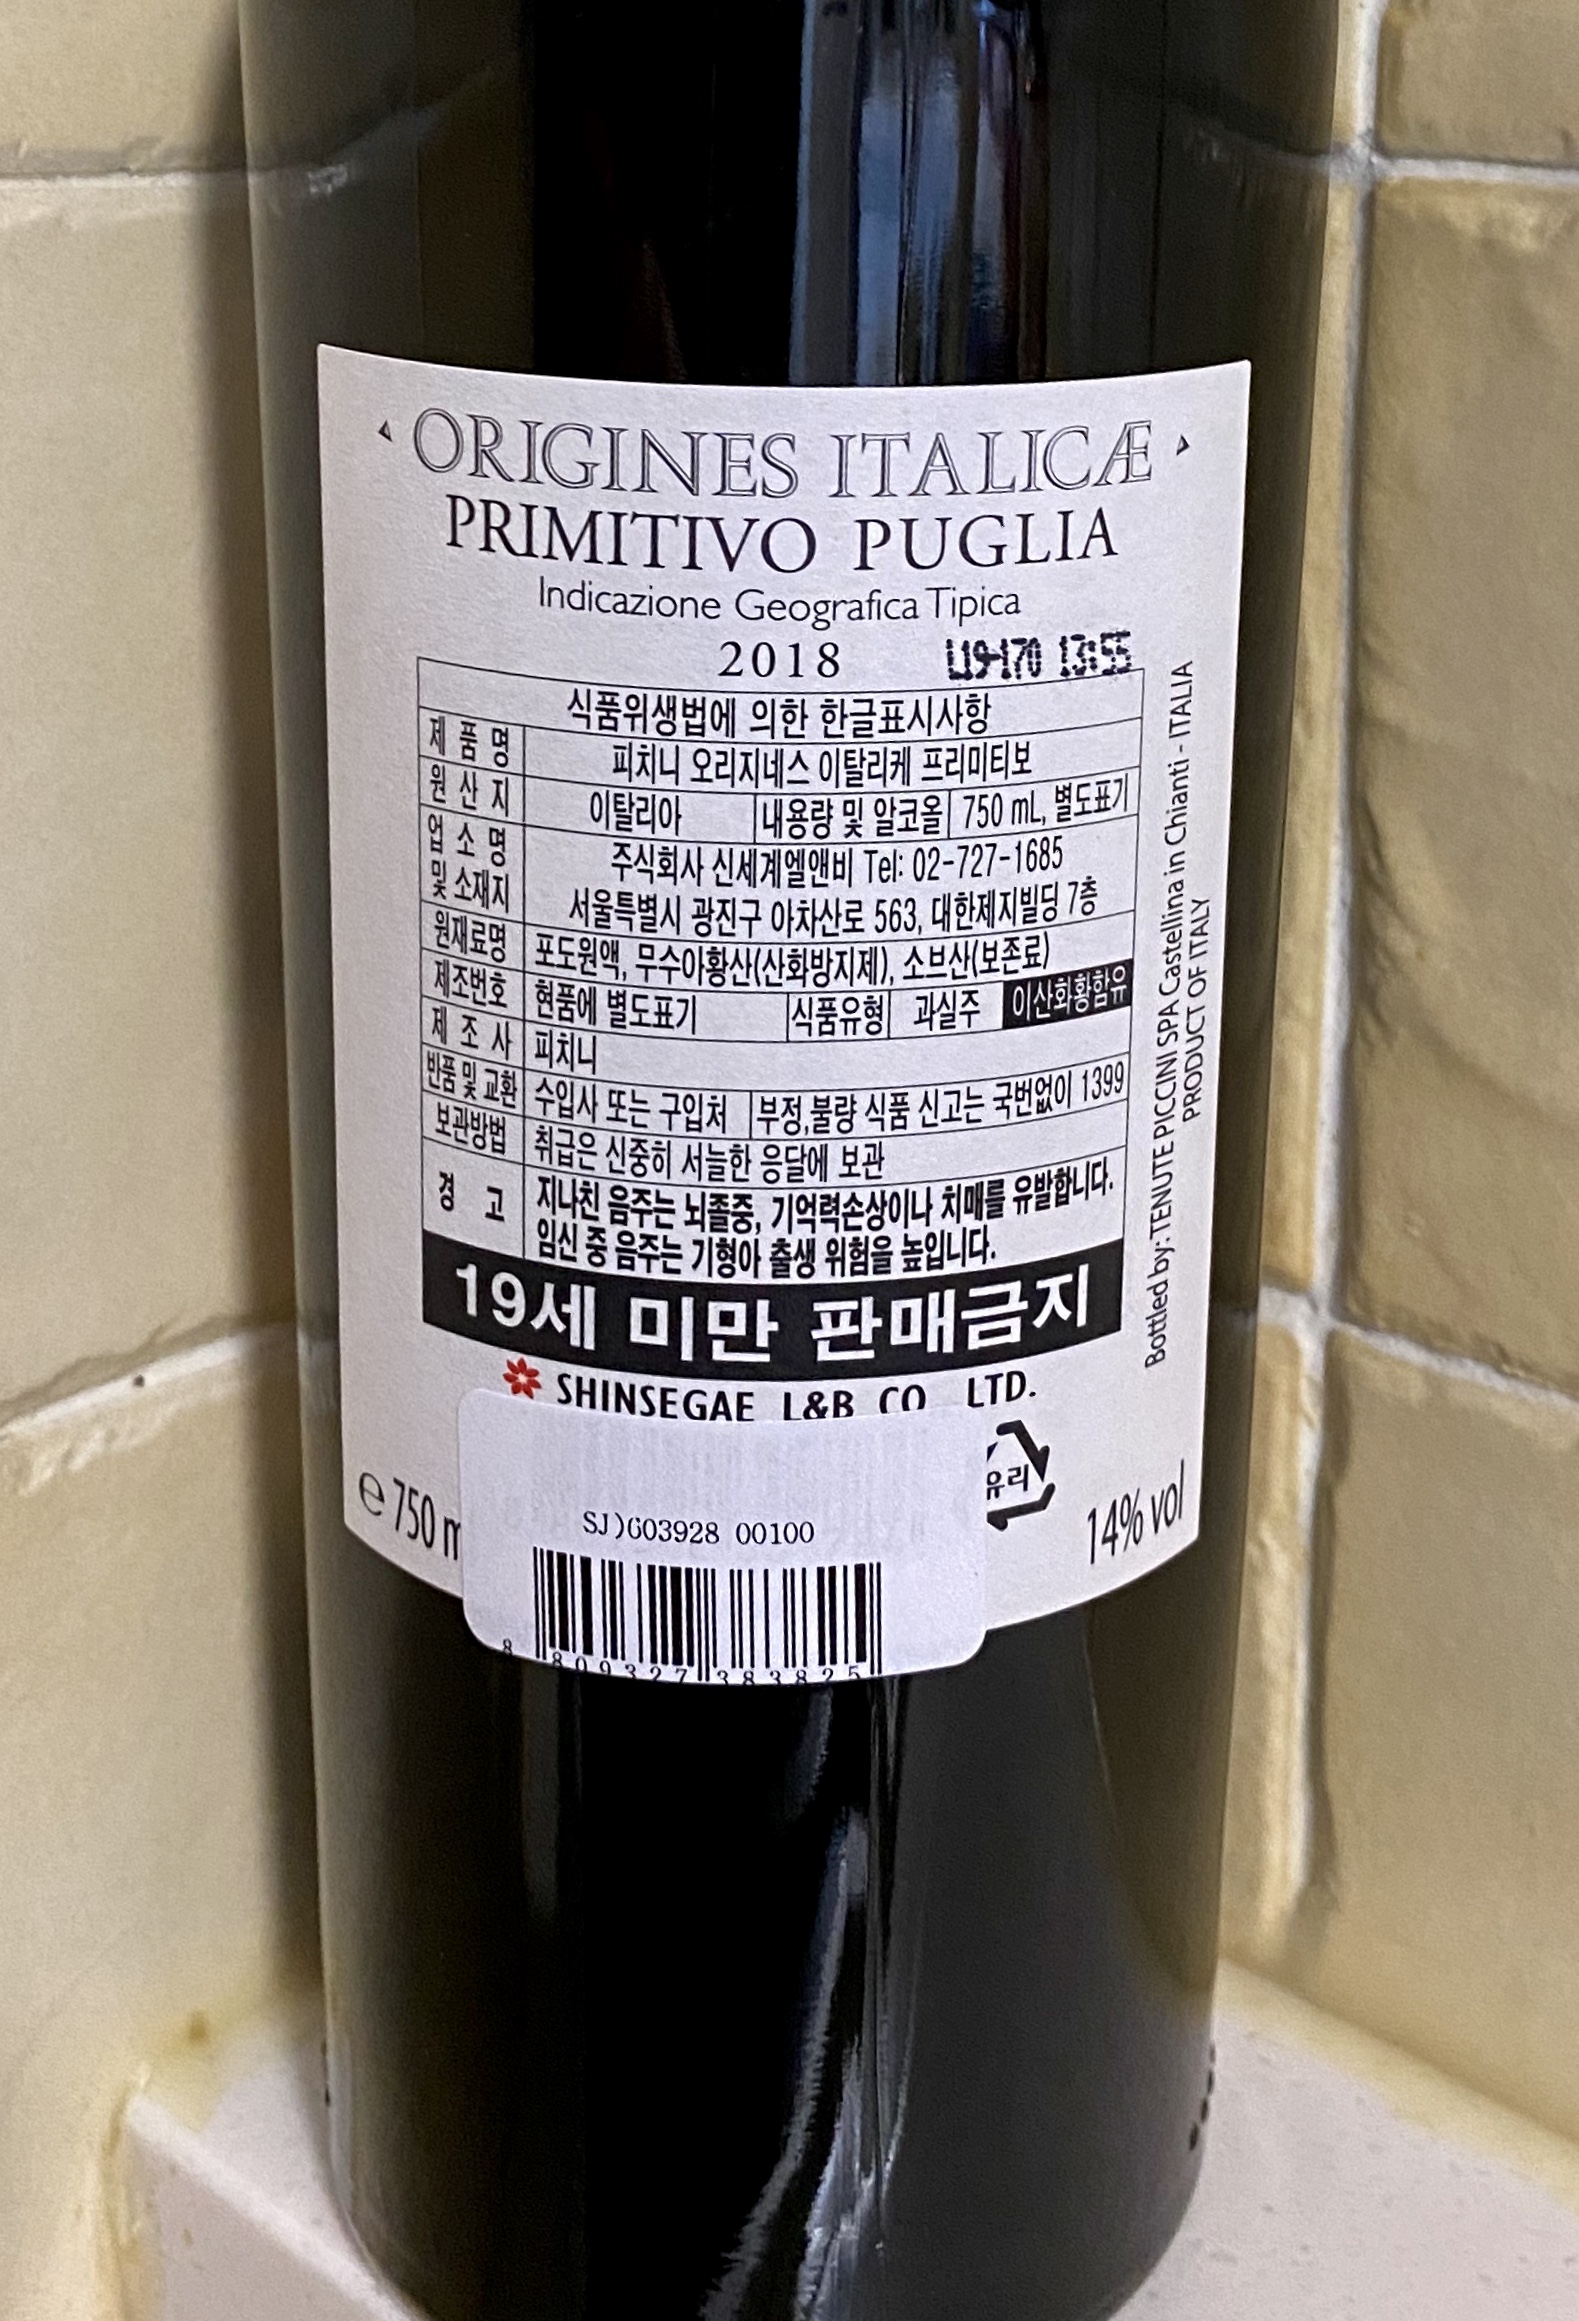 ORIGINES ITALICÆ
PRIMITIVO PUGLIA
Indicazione Geografica Tipica
2018 L19-170 13:55
식품위생법에 의한 한글표시사항
제 품 명 피치니 오리지네스 이탈리케 프리미티보
원 산 지 이탈리아 내용량 및 알코올 750 mL, 별도표기
업 소 명 주식회사 신세계엘앤비 Tel: 02-727-1685
및 소재지 서울특별시 광진구 아차산로 563, 대한제지빌딩 7층
원재료명 포도원액, 무수아황산(산화방지제), 소브산(보존료)
제조번호 현품에 별도표기 식품유형 과실주 이산화황함유
제 조 사 피치니
반품 및 교환 수입사 또는 구입처 부정,불량 식품 신고는 국번없이 1399
보관방법 취급은 신중히 서늘한 응달에 보관
경 고 지나친 음주는 뇌졸중, 기억력손상이나 치매를 유발합니다.
임신 중 음주는 기형아 출생 위험을 높입니다.
19세 미만 판매금지
SHINSEGAE L&B CO LTD.
유리
e 750 m
14% vol
SJ)603928 00100
8 809327 383825
Bottled by: TENUTE PICCINI SPA Castellina in Chianti - ITALIA
PRODUCT OF ITALY